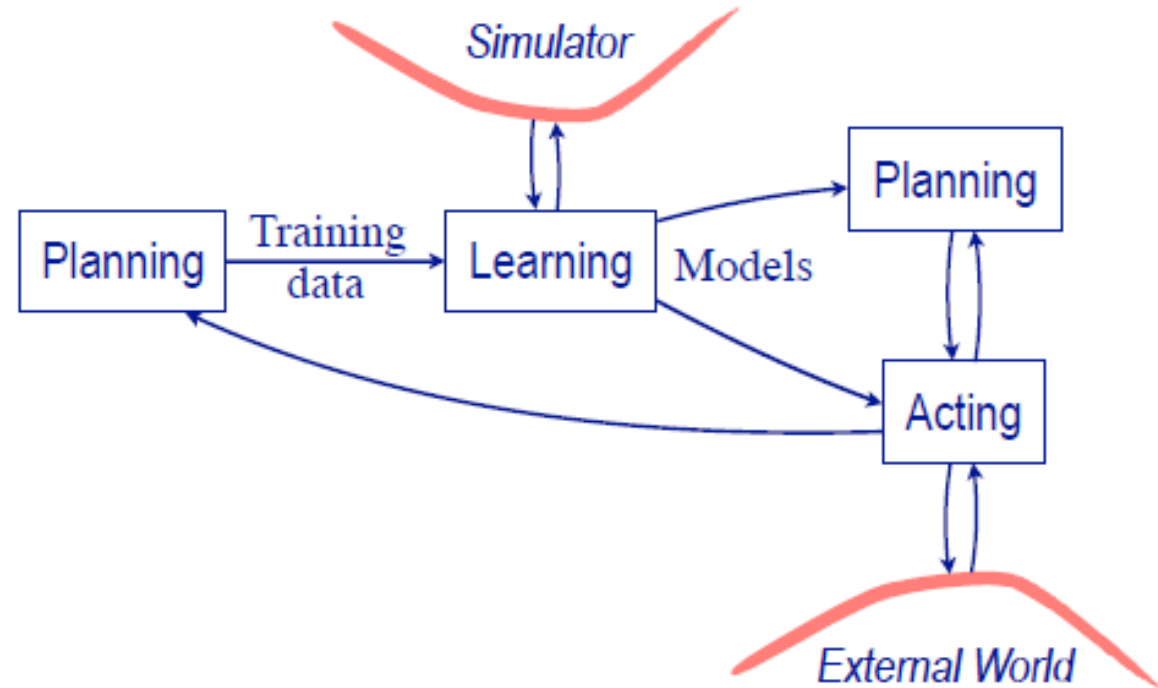 Simulator
Planning
Training
data
Learning
Models
Planning
Acting
External World